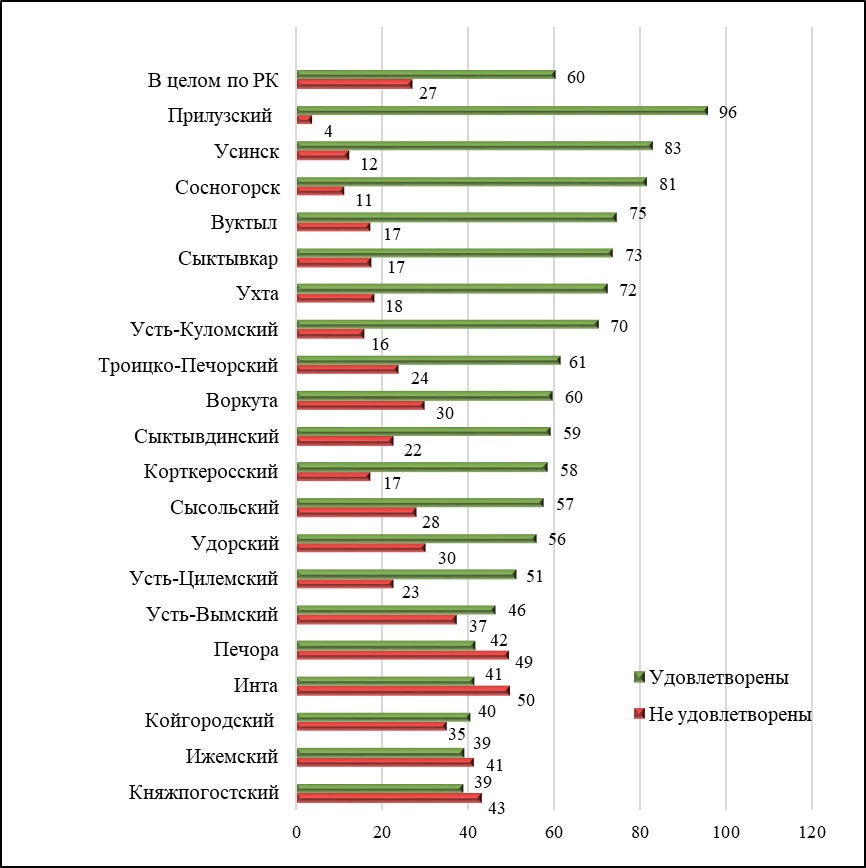 В целом по РК 60
27
Прилузский 96
4
Усинск 83
12
Сосногорск 81
11
Вуктыл 75
17
Сыктывкар 73
17
Ухта 72
18
Усть-Куломский 70
16
Троицко-Печорский 61
24
Воркута 60
30
Сыктывдинский 59
22
Корткеросский 58
17
Сысольский 57
28
Удорский 56
30
Усть-Цилемский 51
23
Усть-Вымский 46
37
Печора 42
49
Инта 41
50
Койгородский 40
35
Ижемский 39
41
Княжпогостский 39
43
Удовлетворены
Не удовлетворены
0 20 40 60 80 100 120